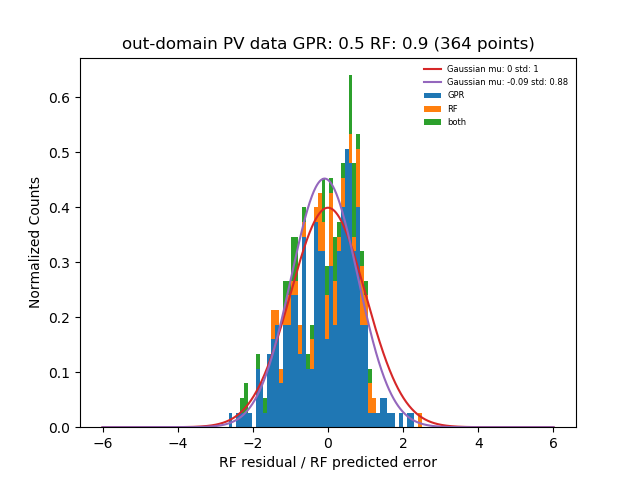 out-domain PV data GPR: 0.5 RF: 0.9 (364 points)
Gaussian mu: 0 std: 1
Gaussian mu: -0.09 std: 0.88
GPR
RF
both
Normalized Counts
0.6
0.5
0.4
0.3
0.2
0.1
0.0
−6 −4 −2 0 2 4 6
RF residual / RF predicted error